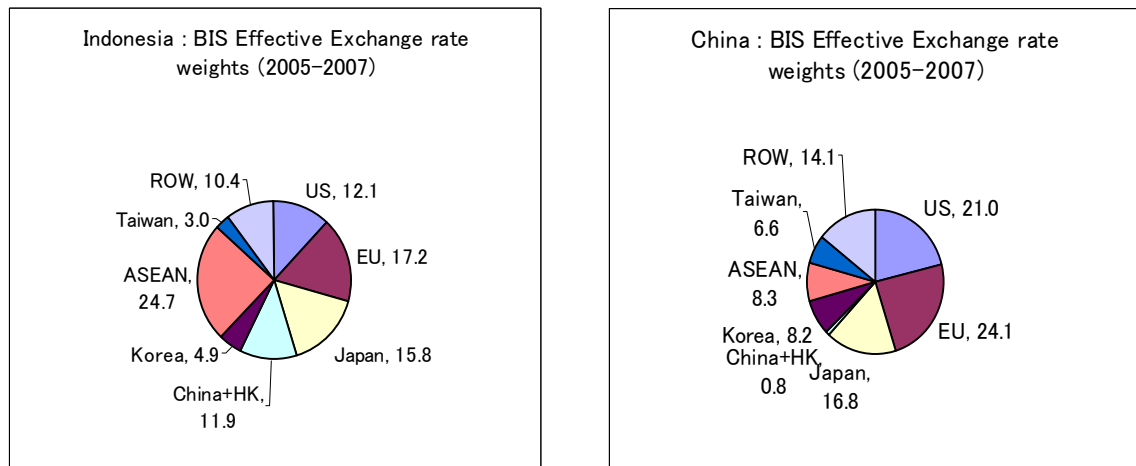 Indonesia : BIS Effective Exchange rate
weights (2005-2007)
ROW, 10.4
US, 12.1
Taiwan, 3.0
EU, 17.2
ASEAN,
24.7
Korea, 4.9
Japan, 15.8
China+HK,
11.9
China : BIS Effective Exchange rate
weights (2005-2007)
ROW, 14.1
Taiwan,
6.6
US, 21.0
ASEAN,
8.3
EU, 24.1
Korea, 8.2
China+HK,
0.8
Japan,
16.8